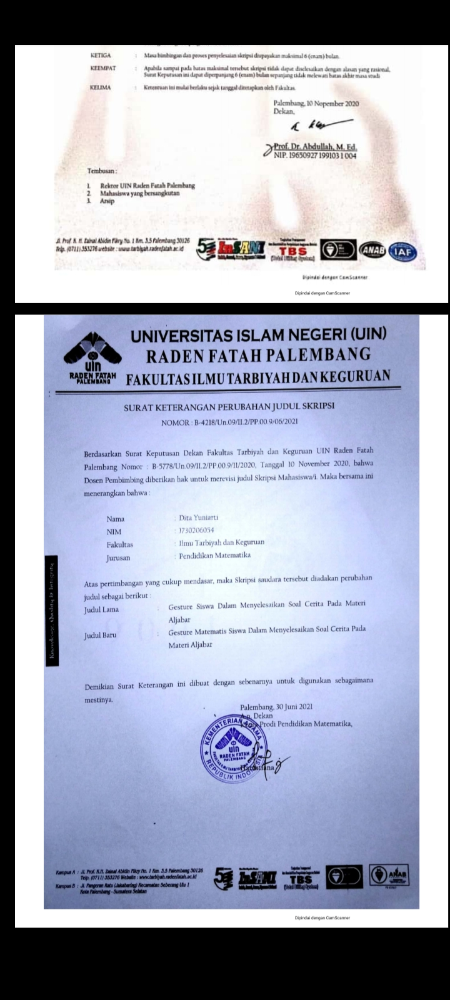 KETIGA : Masa bimbingan dan proses penyelesaian skripsi diupayakan maksimal 6 (enam) bulan.
KEEMPAT : Apabila sampai pada batas maksimal tersebut skripsi tidak dapat diselesaikan dengan alasan yang rasional,
Surat Keputusan ini dapat diperpanjang 6 (enam) bulan sepanjang tidak melewati batas akhir masa studi
KELIMA : Ketentuan ini mulai berlaku sejak tanggal ditetapkan oleh Fakultas.
Palembang, 10 Nopember 2020
Dekan,
Prof. Dr. Abdullah, M. Ed.
NIP. 19650927 199103 1 004
Tembusan :
1. Rektor UIN Raden Fatah Palembang
2. Mahasiswa yang bersangkutan
3. Arsip
Jl. Prof. K. H. Zainal Abidin Fikry No. 1 Km. 3,5 Palembang 30126
Telp. (0711) 353276 website : www.tarbiyah.radenfatah.ac.id
InSANI
TBS
ANAB
IAF
Dipindai dengan CamScanner
Dipindai dengan CamScanner
UNIVERSITAS ISLAM NEGERI (UIN)
RADEN FATAH PALEMBANG
FAKULTAS ILMU TARBIYAH DAN KEGURUAN
uin
RADEN FATAH
PALEMBANG
SURAT KETERANGAN PERUBAHAN JUDUL SKRIPSI
NOMOR : B-4218/Un.09/II.2/PP.00.9/06/2021
Berdasarkan Surat Keputusan Dekan Fakultas Tarbiyah dan Keguruan UIN Raden Fatah
Palembang Nomor : B-5778/Un.09/II.2/PP.00.9/11/2020, Tanggal 10 November 2020, bahwa
Dosen Pembimbing diberikan hak untuk merevisi judul Skripsi Mahasiswa/i. Maka bersama ini
menerangkan bahwa :
Nama : Dita Yuniarti
NIM : 1730206054
Fakultas : Ilmu Tarbiyah dan Keguruan
Jurusan : Pendidikan Matematika
Knowledge, Quality & Integrity
Atas pertimbangan yang cukup mendasar, maka Skripsi saudara tersebut diadakan perubahan
judul sebagai berikut :
Judul Lama : Gesture Siswa Dalam Menyelesaikan Soal Cerita Pada Materi
Aljabar
Judul Baru : Gesture Matematis Siswa Dalam Menyelesaikan Soal Cerita Pada
Materi Aljabar
Demikian Surat Keterangan ini dibuat dengan sebenarnya untuk digunakan sebagaimana
mestinya.
Palembang, 30 Juni 2021
A.n. Dekan
Prodi Pendidikan Matematika,
KEMENTERIAN AGAMA
uin
RADEN FATAH
PALEMBANG
REPUBLIK INDONESIA
Kampus A : Jl. Prof. K.H. Zainal Abidin Fikry No. 1 Km. 3,5 Palembang 30126
Telp. (0711) 353276 Website : www.tarbiyah.radenfatah.ac.id
Kampus B : Jl. Pangeran Ratu (Jakabaring) Kecamatan Seberang Ulu 1
Kota Palembang - Sumatera Selatan
InSANI
TBS
ANAB
Dipindai dengan CamScanner